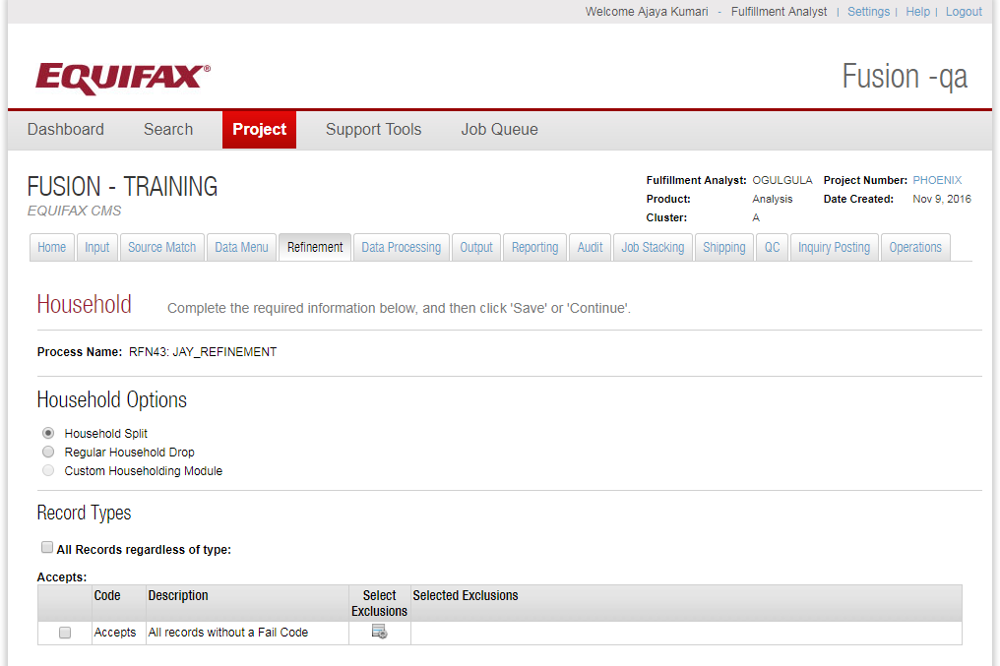 Welcome Ajaya Kumari - Fulfillment Analyst | Settings | Help | Logout
EQUIFAX®
Fusion -qa
Dashboard Search Project Support Tools Job Queue
FUSION - TRAINING
EQUIFAX CMS
Fulfillment Analyst: OGULGULA Project Number: PHOENIX
Product: Analysis Date Created: Nov 9, 2016
Cluster: A
Home Input Source Match Data Menu Refinement Data Processing Output Reporting Audit Job Stacking Shipping QC Inquiry Posting Operations
Household Complete the required information below, and then click 'Save' or 'Continue'.
Process Name: RFN43: JAY_REFINEMENT
Household Options
Household Split
Regular Household Drop
Custom Householding Module
Record Types
All Records regardless of type:
Accepts:
Code Description Select Exclusions Selected Exclusions
Accepts All records without a Fail Code